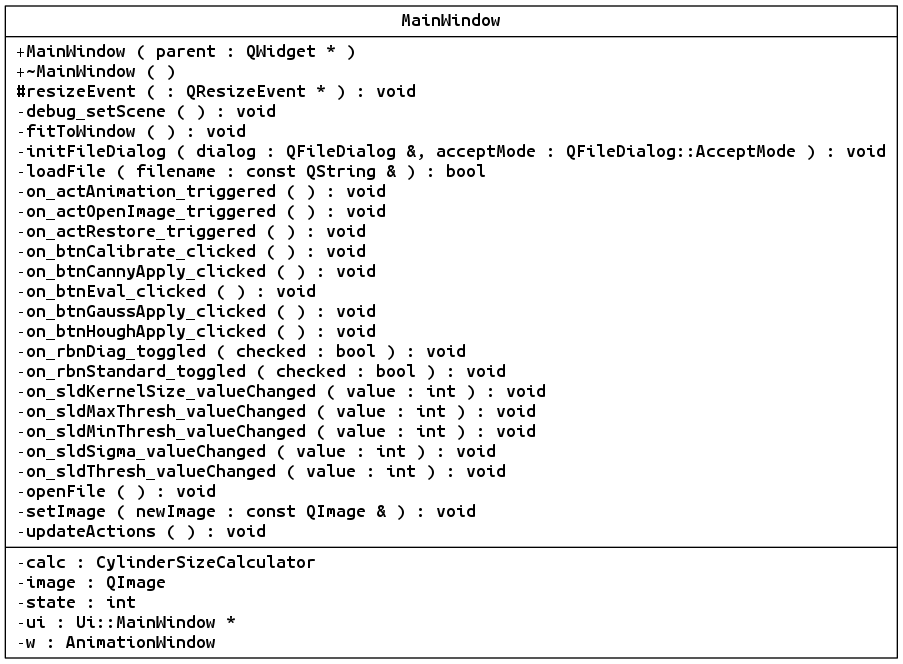 MainWindow
+MainWindow ( parent : QWidget * )
+~MainWindow ( )
#resizeEvent ( : QResizeEvent * ) : void
-debug_setScene ( ) : void
-fitToWindow ( ) : void
-initFileDialog ( dialog : QFileDialog &, acceptMode : QFileDialog::AcceptMode ) : void
-loadFile ( filename : const QString & ) : bool
-on_actAnimation_triggered ( ) : void
-on_actOpenImage_triggered ( ) : void
-on_actRestore_triggered ( ) : void
-on_btnCalibrate_clicked ( ) : void
-on_btnCannyApply_clicked ( ) : void
-on_btnEval_clicked ( ) : void
-on_btnGaussApply_clicked ( ) : void
-on_btnHoughApply_clicked ( ) : void
-on_rbnDiag_toggled ( checked : bool ) : void
-on_rbnStandard_toggled ( checked : bool ) : void
-on_sldKernelSize_valueChanged ( value : int ) : void
-on_sldMaxThresh_valueChanged ( value : int ) : void
-on_sldMinThresh_valueChanged ( value : int ) : void
-on_sldSigma_valueChanged ( value : int ) : void
-on_sldThresh_valueChanged ( value : int ) : void
-openFile ( ) : void
-setImage ( newImage : const QImage & ) : void
-updateActions ( ) : void
-calc : CylinderSizeCalculator
-image : QImage
-state : int
-ui : Ui::MainWindow *
-w : AnimationWindow